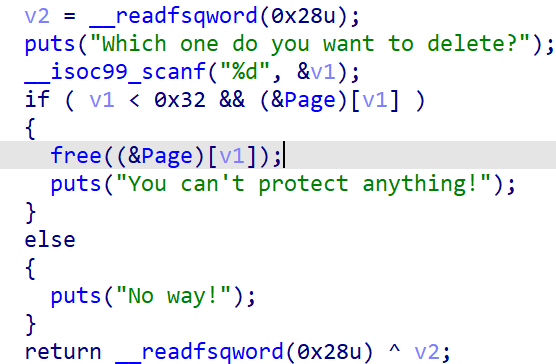 v2 = __readfsqword(0x28u);
puts("Which one do you want to delete?");
__isoc99_scanf("%d", &v1);
if ( v1 < 0x32 && (&Page)[v1] )
{
free((&Page)[v1]);
puts("You can't protect anything!");
}
else
{
puts("No way!");
}
return __readfsqword(0x28u) ^ v2;